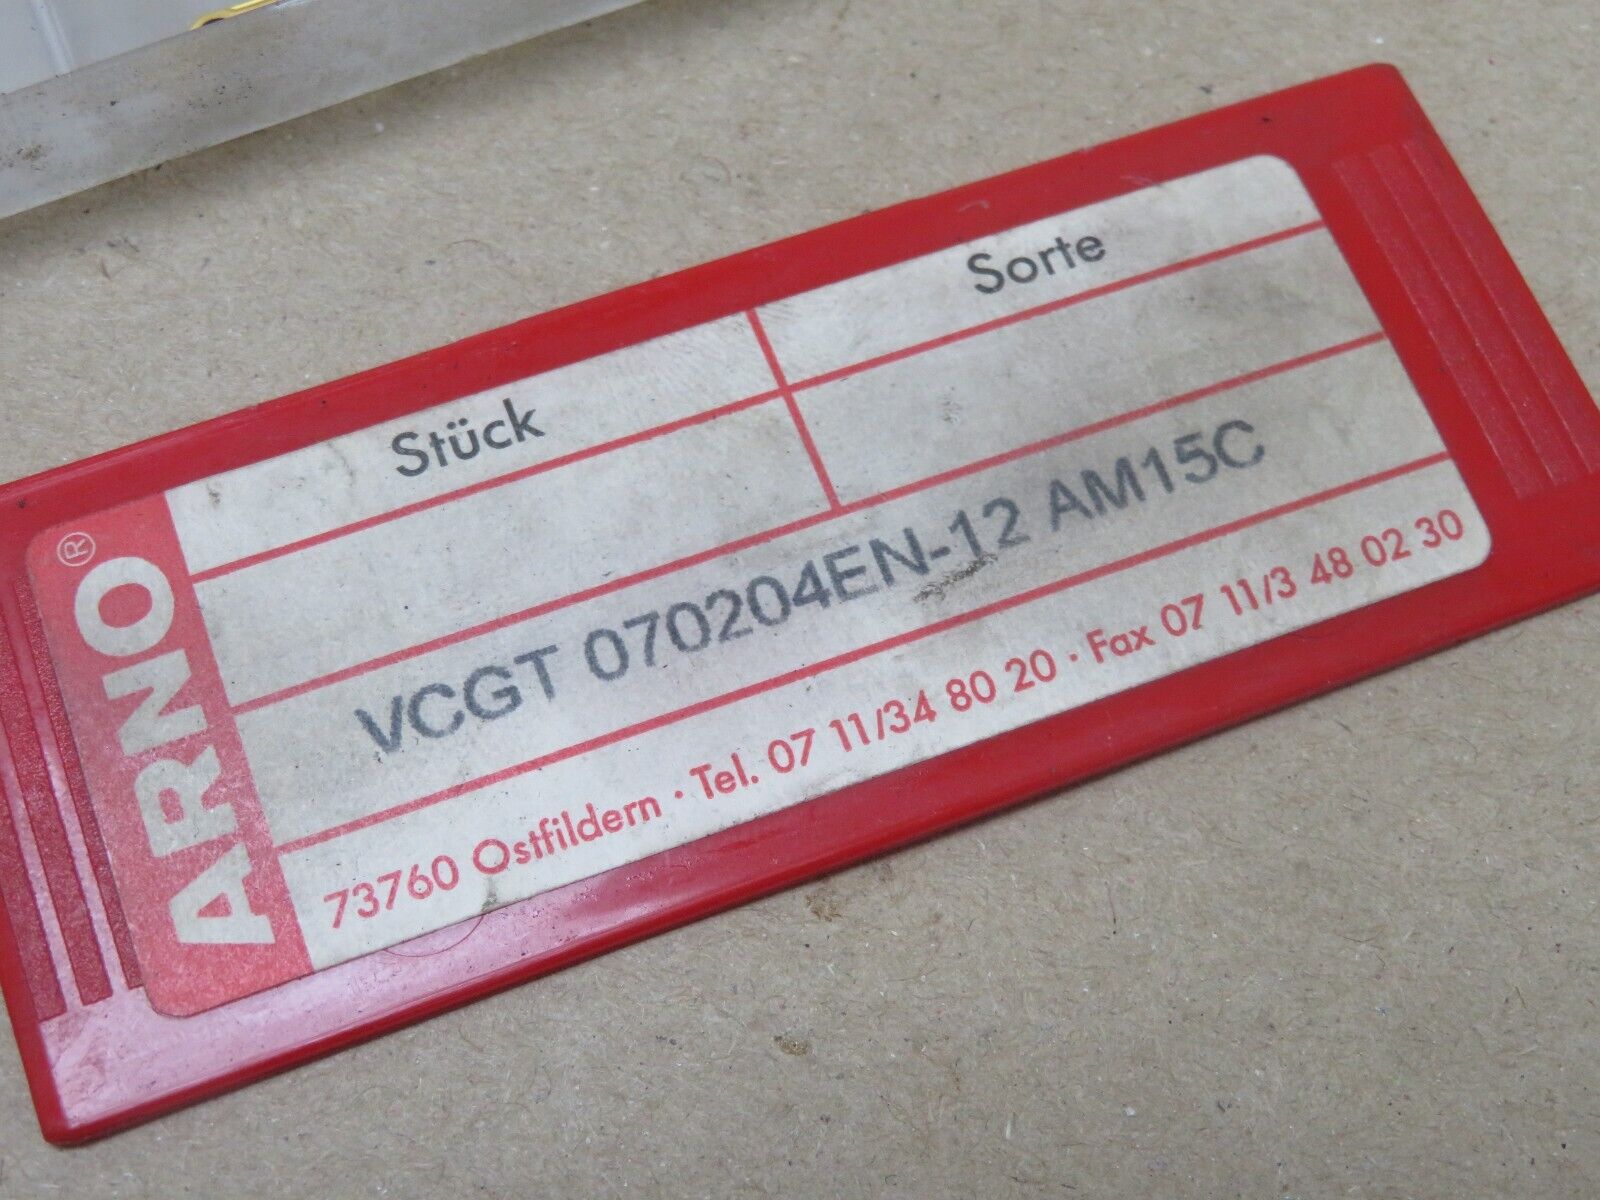 ARNO®
Stück
Sorte
VCGT 070204EN-12 AM15C
73760 Ostfildern · Tel. 07 11/34 80 20 · Fax 07 11/3 48 02 30